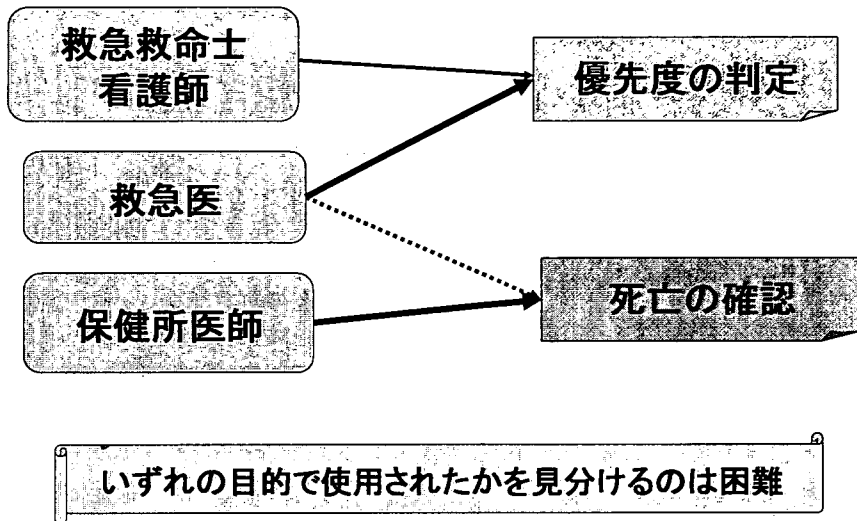 救急救命士
看護師
優先度の判定
救急医
死亡の確認
保健所医師
いずれの目的で使用されたかを見分けるのは困難